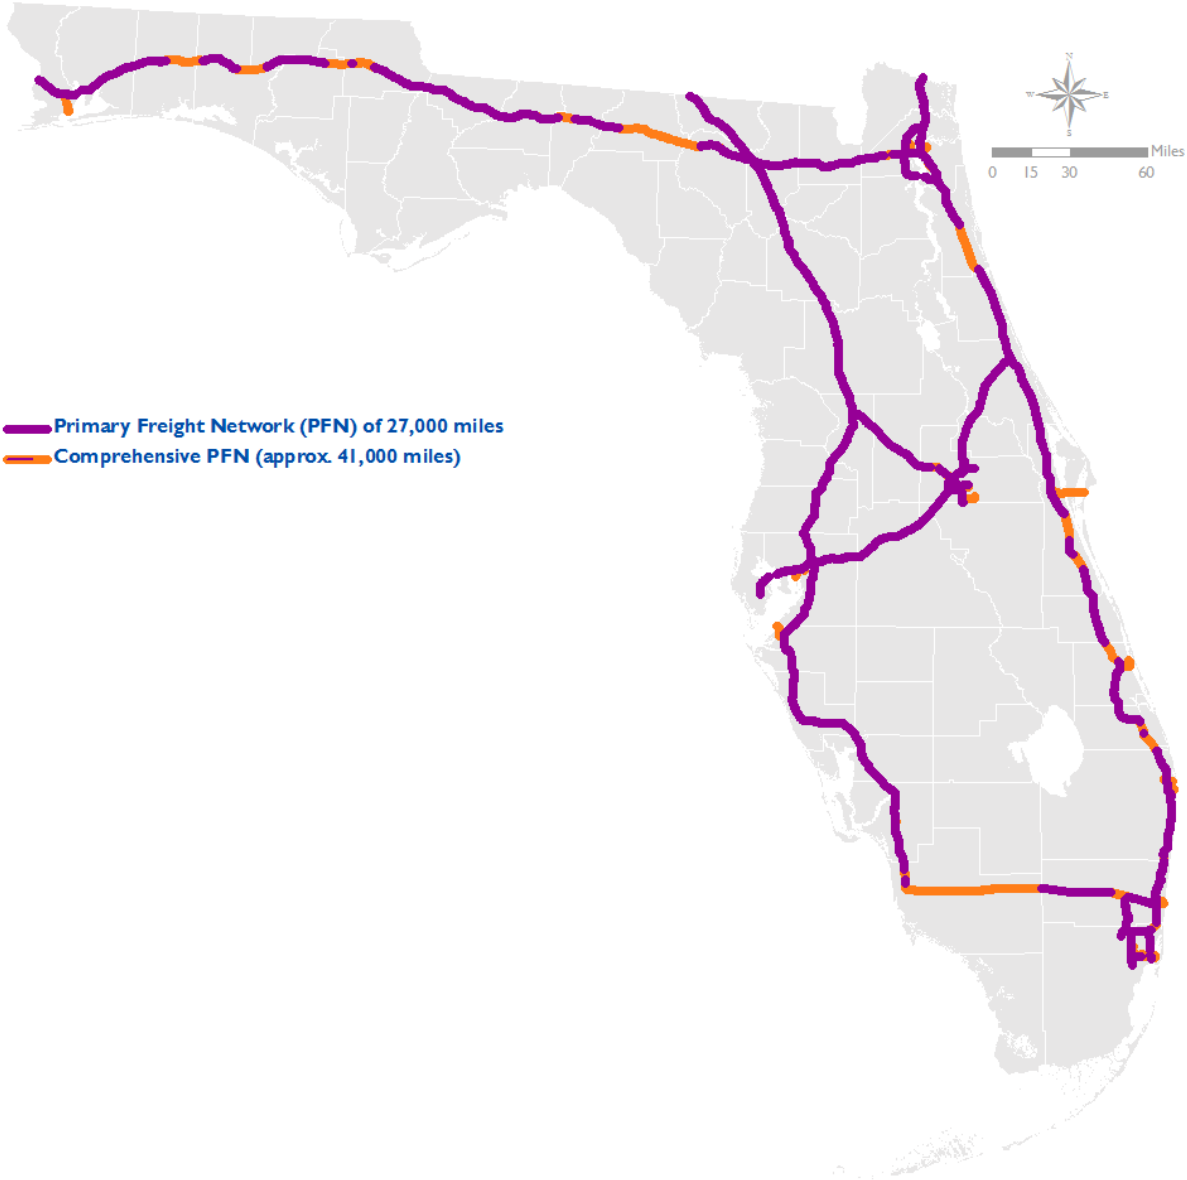 N
W
E
S
Miles
0 15 30 60
Primary Freight Network (PFN) of 27,000 miles
Comprehensive PFN (approx. 41,000 miles)